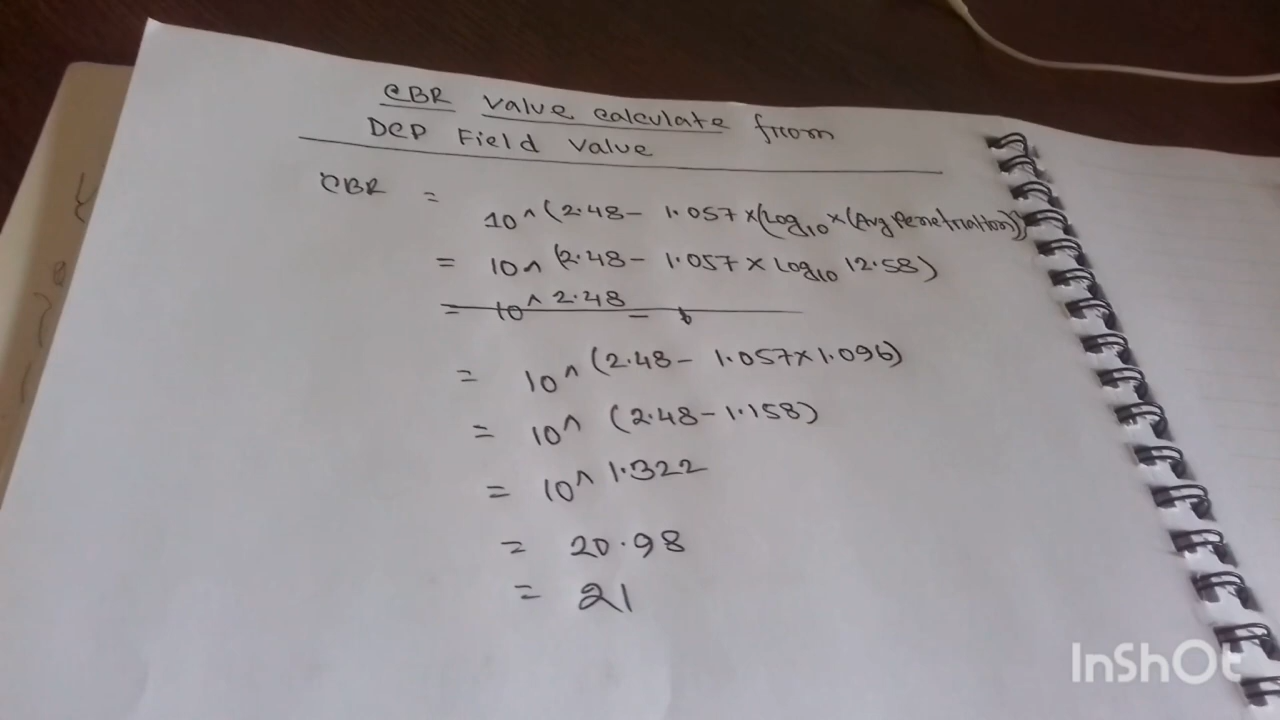 CBR value calculate from
DCP Field value
CBR =
10^(2.48- 1.057×(Log10×(Avg Penetration))
= 10^(2.48- 1.057×Log10 12.58)
= 10^2.48 -
= 10^(2.48- 1.057×1.096)
= 10^ (2.48-1.158)
= 10^1.322
= 20.98
= 21
InShOt